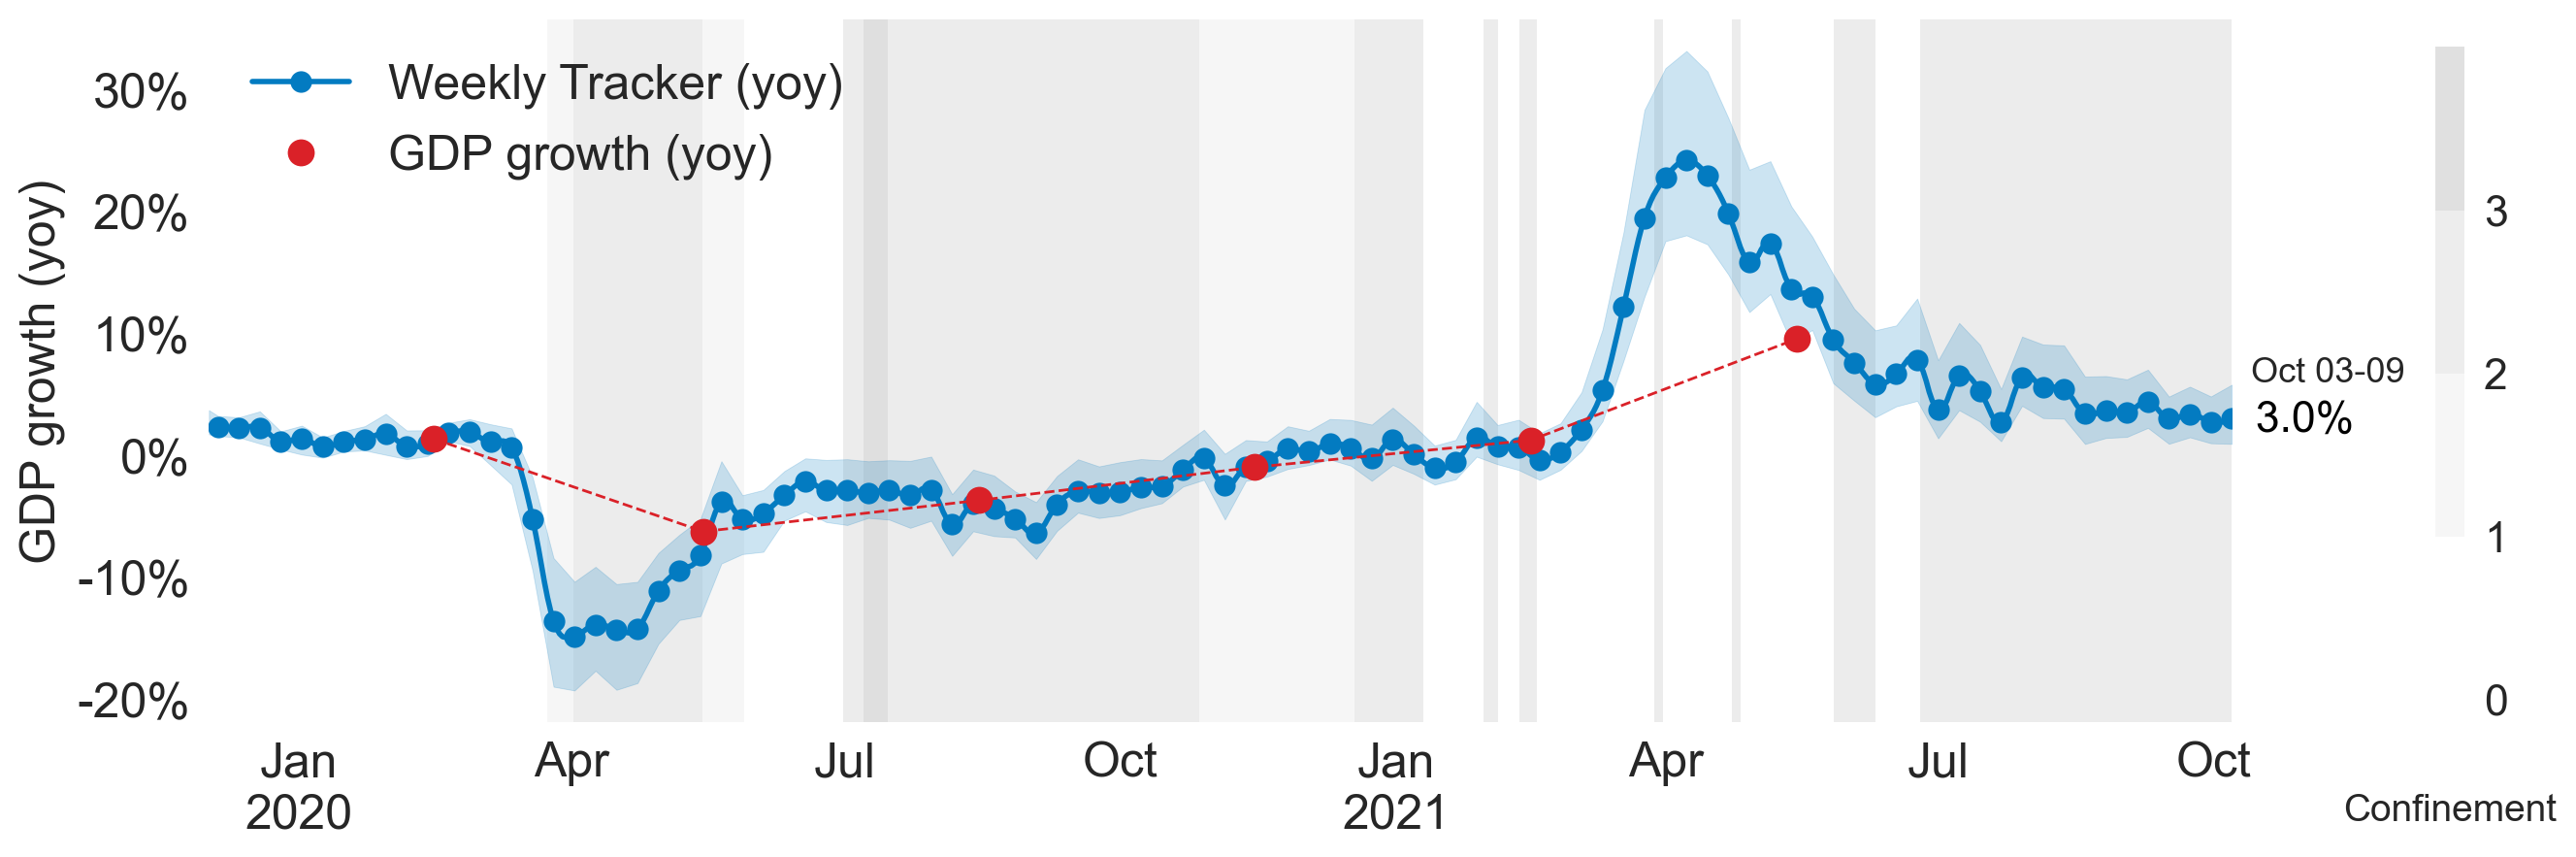 Weekly Tracker (yoy)
GDP growth (yoy)
GDP growth (yoy)
30%
20%
10%
0%
-10%
-20%
Jan
2020
Apr
Jul
Oct
Jan
2021
Apr
Jul
Oct
Oct 03-09
3.0%
3
2
1
0
Confinement